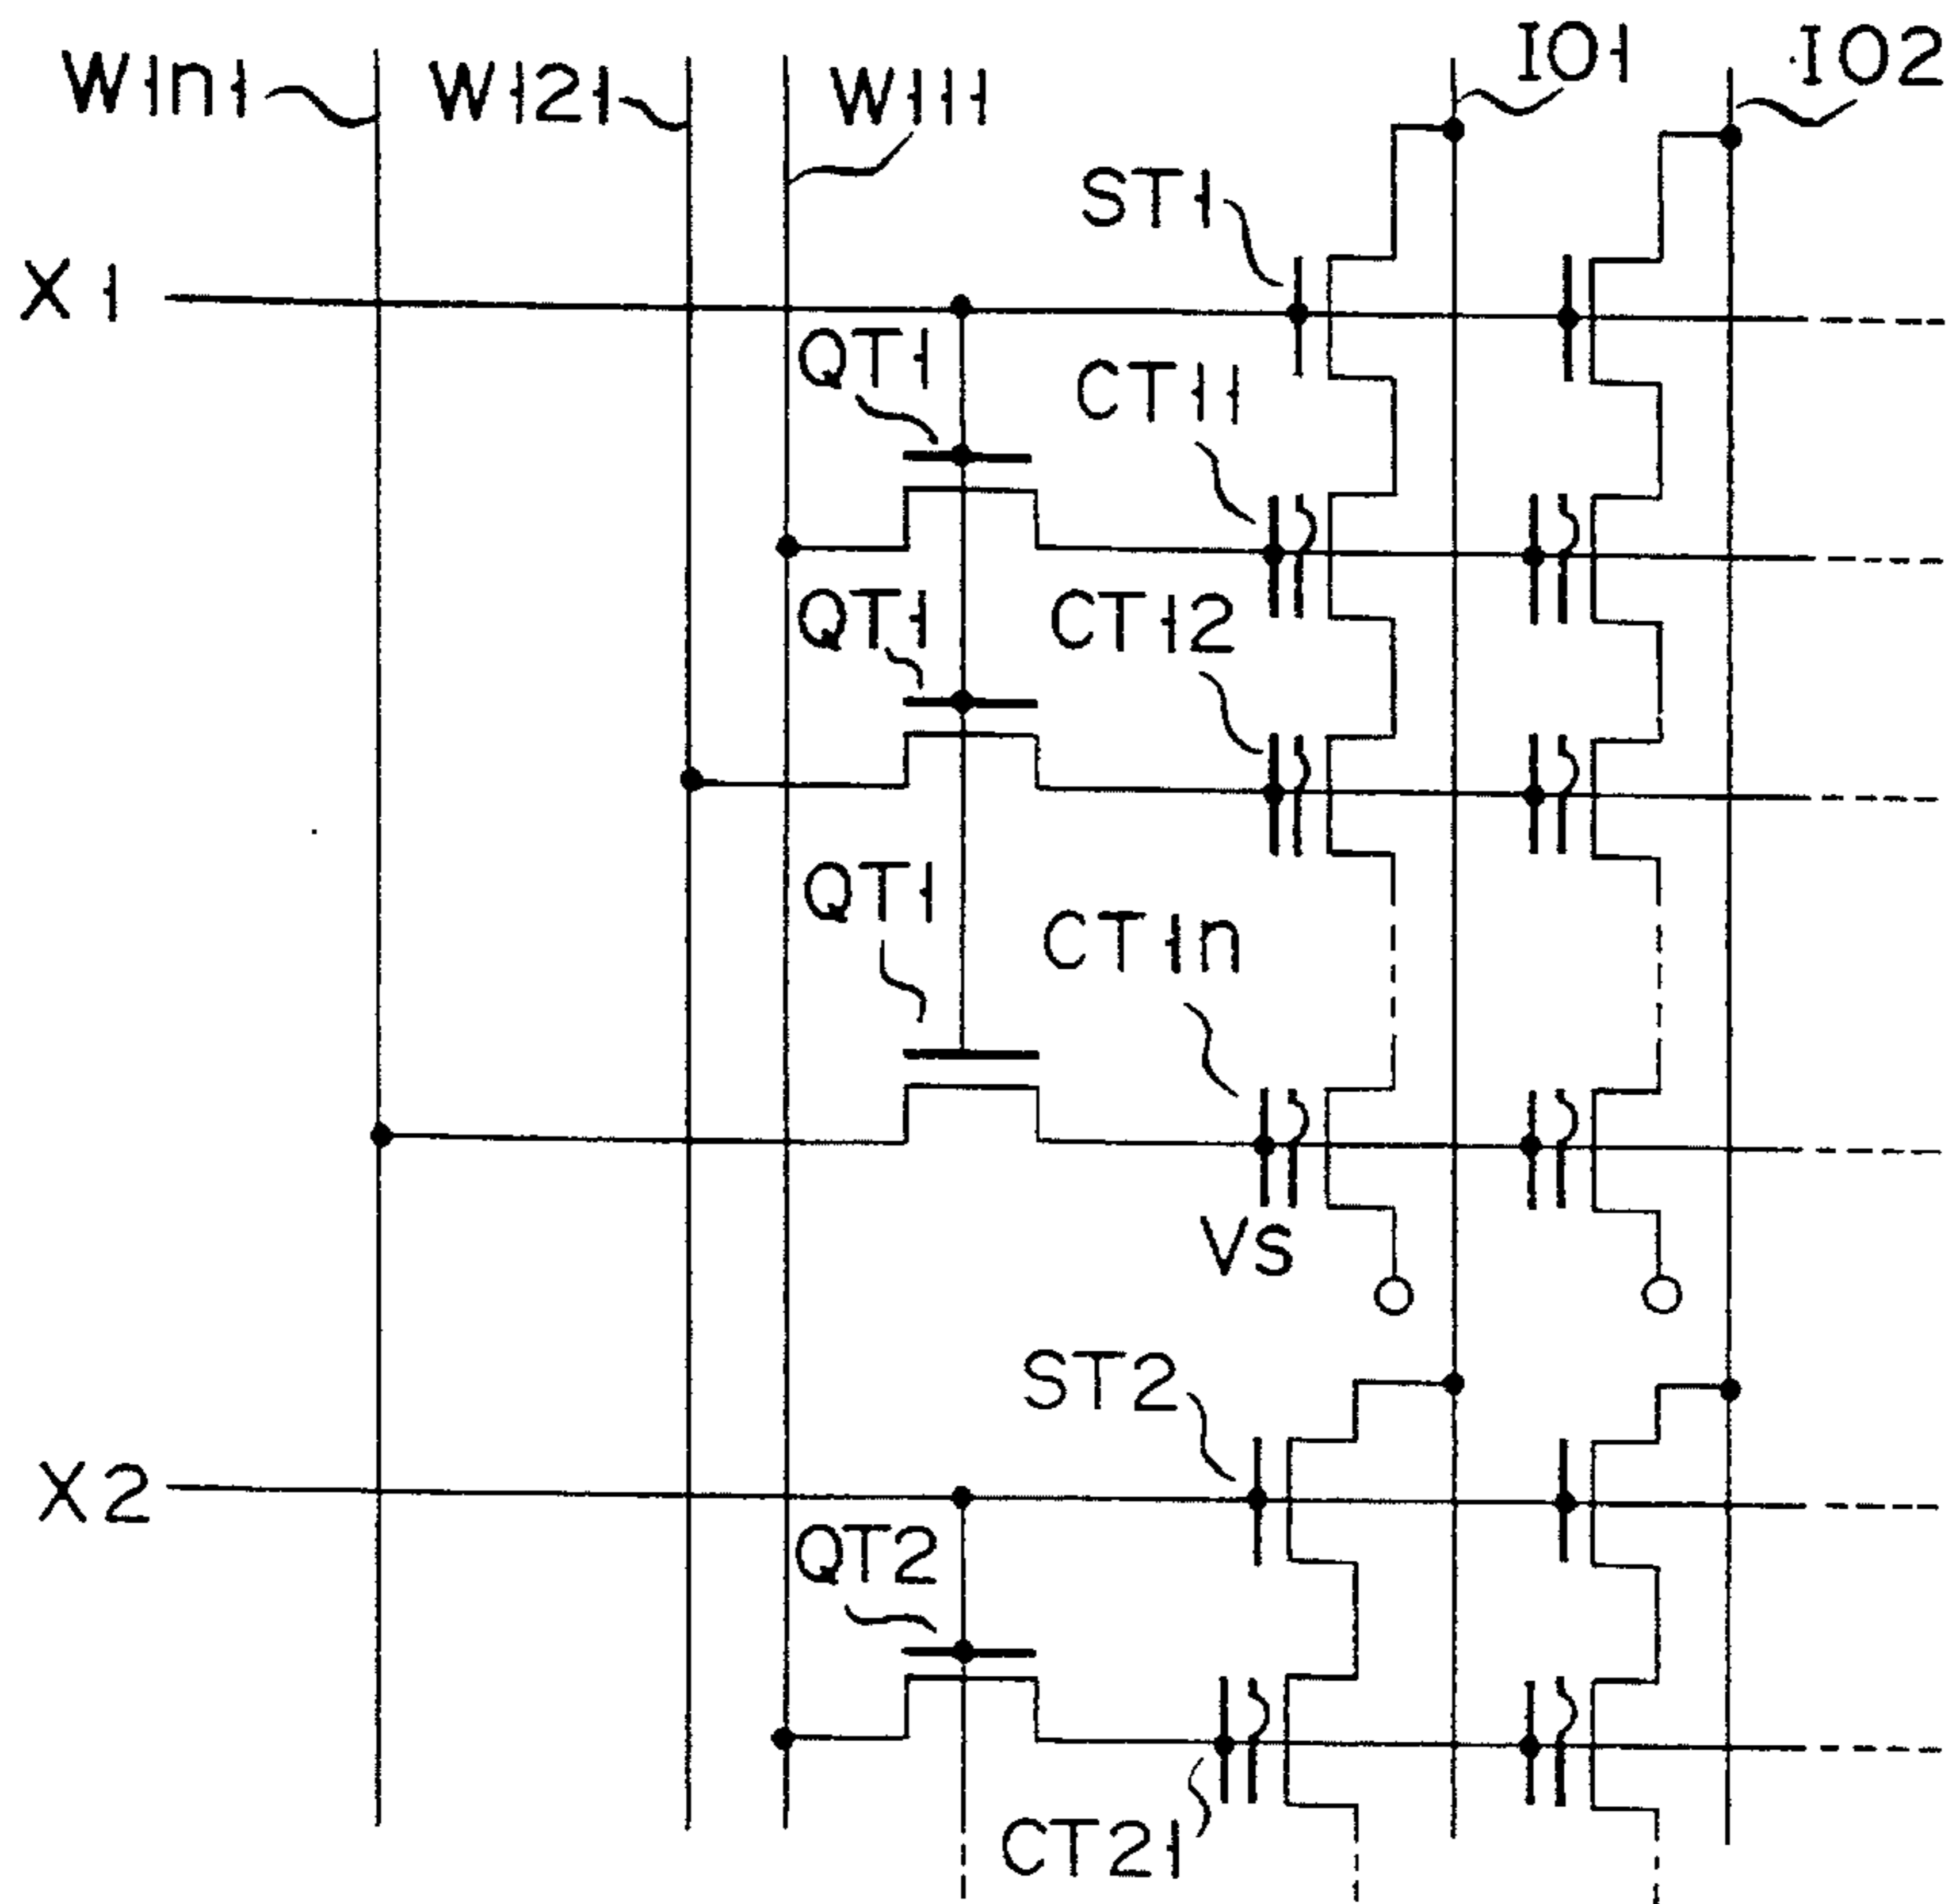 W1n1
W121
W111
IO1
IO2
ST1
X1
QT1
CT11
QT1
CT12
QT1
CT1n
Vs
ST2
X2
QT2
CT21